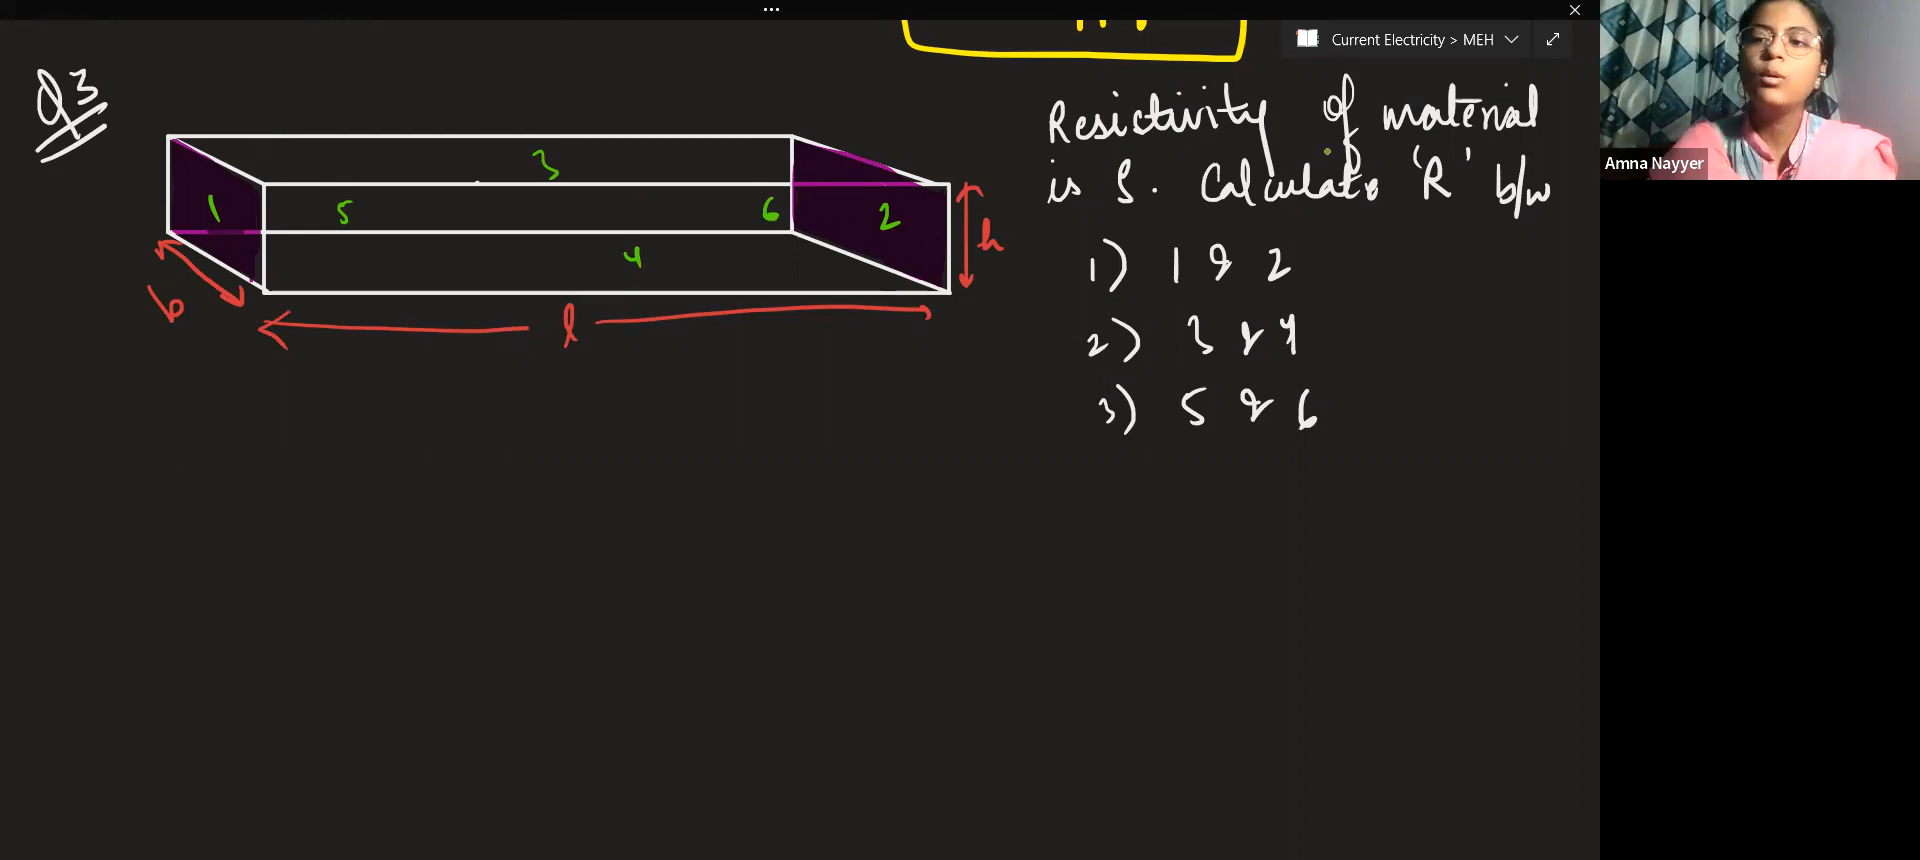 Current Electricity > MEH
Amna Nayyer
Q3
Resistivity of material
is ρ. Calculate 'R' b/w
1) 1 & 2
2) 3 & 4
3) 5 & 6
3
1
5
6
2
4
h
b
l